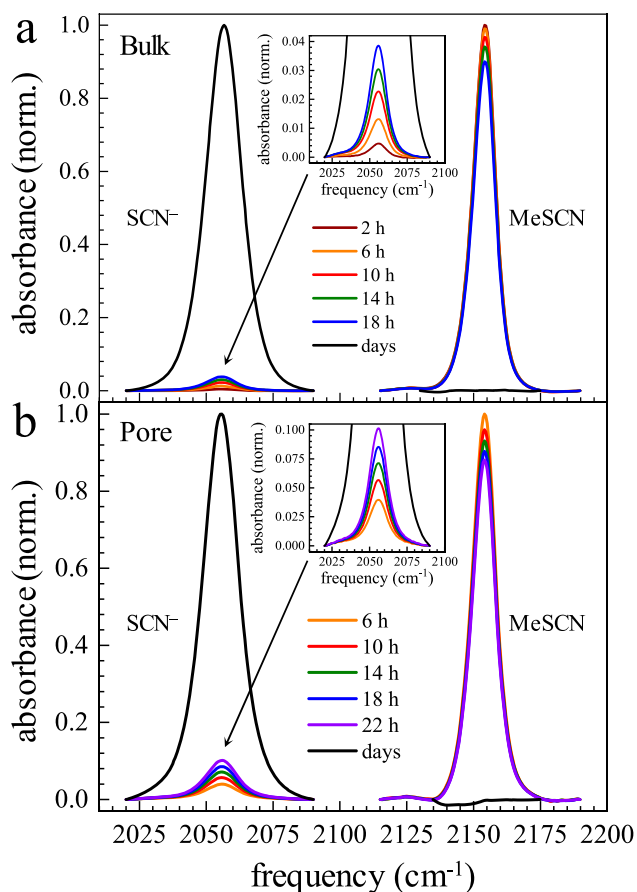 a
Bulk
absorbance (norm.)
1.0
0.8
0.6
0.4
0.2
0.0
SCN⁻
MeSCN
absorbance (norm.)
0.04
0.03
0.02
0.01
0.00
2025 2050 2075 2100
frequency (cm⁻¹)
2 h
6 h
10 h
14 h
18 h
days
b
Pore
absorbance (norm.)
1.0
0.8
0.6
0.4
0.2
0.0
SCN⁻
MeSCN
absorbance (norm.)
0.100
0.075
0.050
0.025
0.000
2025 2050 2075 2100
frequency (cm⁻¹)
6 h
10 h
14 h
18 h
22 h
days
2025 2050 2075 2100 2125 2150 2175 2200
frequency (cm⁻¹)